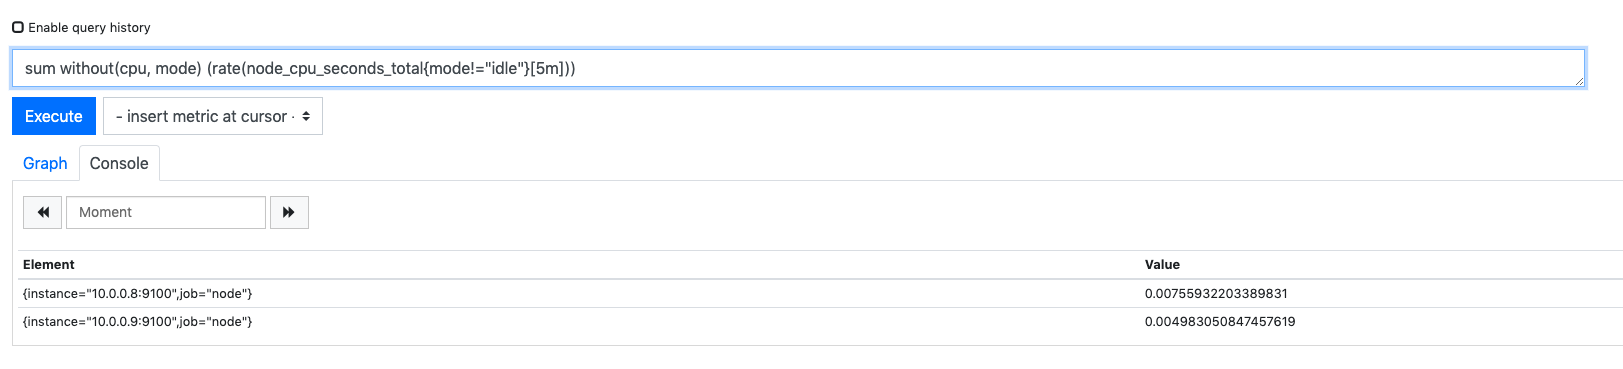 Enable query history
sum without(cpu, mode) (rate(node_cpu_seconds_total{mode!="idle"}[5m]))
Execute
- insert metric at cursor ·
Graph
Console
Moment
Element Value
{instance="10.0.0.8:9100",job="node"} 0.00755932203389831
{instance="10.0.0.9:9100",job="node"} 0.004983050847457619